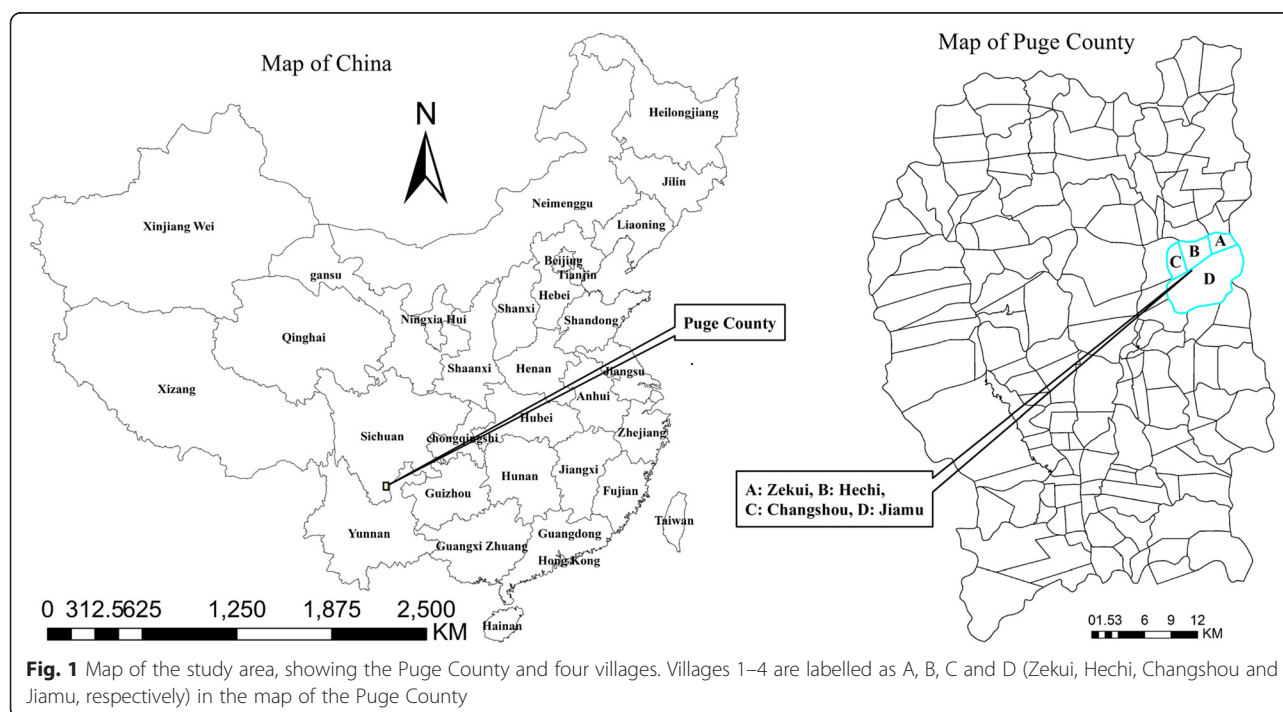 Map of China
Map of Puge County
N
Heilongjiang
Jilin
Neimenggu
Liaoning
Xinjiang Wei
Beijing
Tianjin
gansu
Hebei
Shanxi
Ningxia Hui
Shandong
Qinghai
Puge County
Shaanxi
Henan
Jiangsu
Xizang
Anhui
Hubei
Sichuan
chongqingshi
Zhejiang
Hunan
Jiangxi
Guizhou
Fujian
Yunnan
Taiwan
Guangdong
Guangxi Zhuang
Hong Kong
Hainan
0 312.5625 1,250 1,875 2,500
KM
A
B
C
D
A: Zekui, B: Hechi,
C: Changshou, D: Jiamu
01.53 6 9 12
KM
Fig. 1 Map of the study area, showing the Puge County and four villages. Villages 1–4 are labelled as A, B, C and D (Zekui, Hechi, Changshou and
Jiamu, respectively) in the map of the Puge County